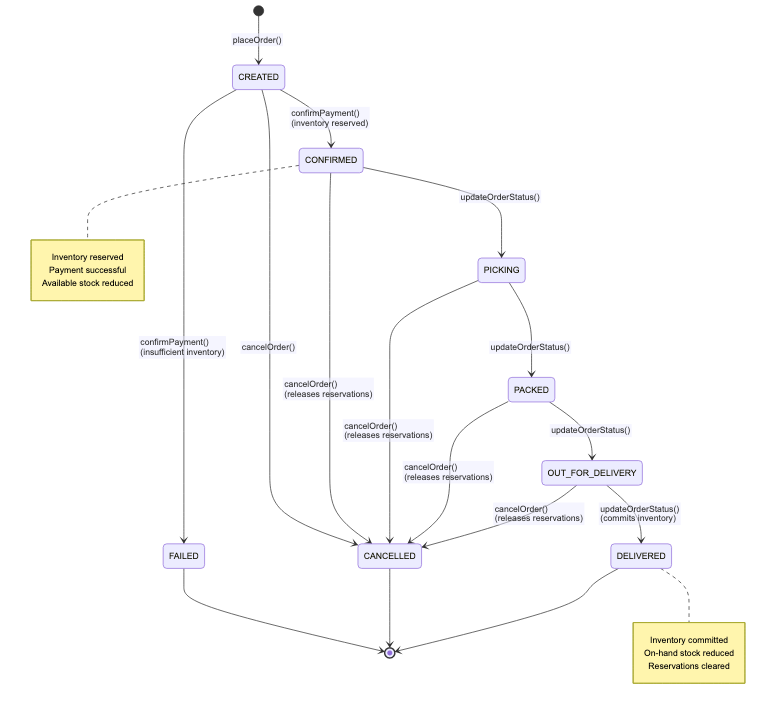 placeOrder()
CREATED
confirmPayment()
(inventory reserved)
CONFIRMED
updateOrderStatus()
Inventory reserved
Payment successful
Available stock reduced
PICKING
confirmPayment()
(insufficient inventory)
cancelOrder()
updateOrderStatus()
cancelOrder()
(releases reservations)
PACKED
cancelOrder()
(releases reservations)
updateOrderStatus()
cancelOrder()
(releases reservations)
OUT_FOR_DELIVERY
cancelOrder()
(releases reservations)
updateOrderStatus()
(commits inventory)
FAILED
CANCELLED
DELIVERED
Inventory committed
On-hand stock reduced
Reservations cleared